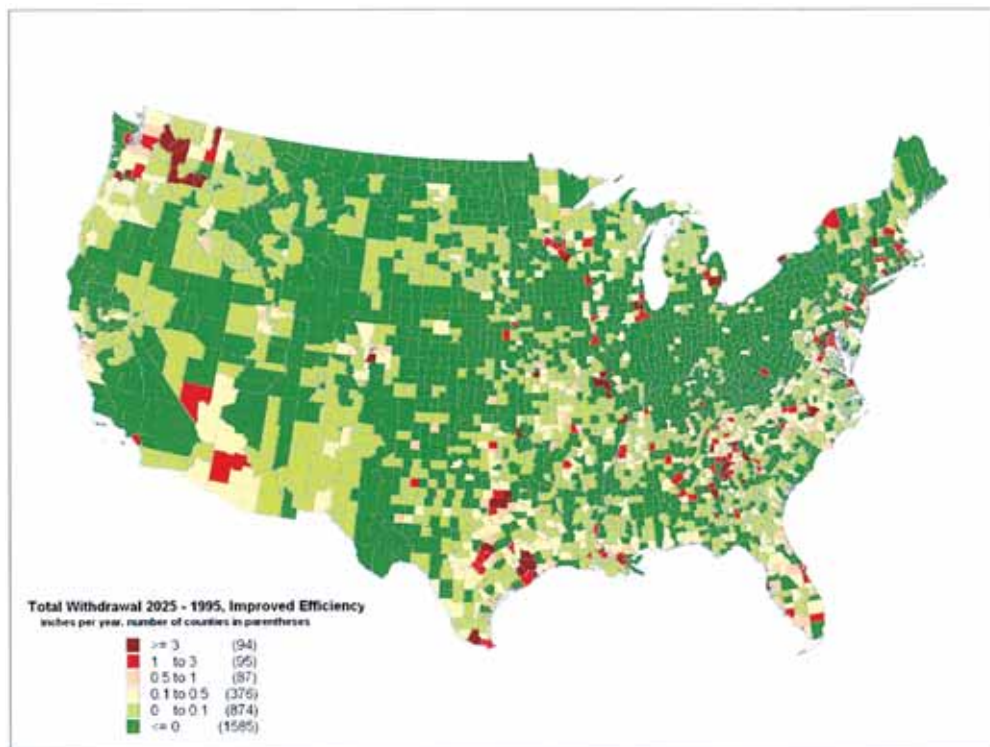 Total Withdrawal 2025 - 1995, Improved Efficiency
inches per year, number of counties in parentheses
>= 3 (94)
1 to 3 (95)
0.5 to 1 (87)
0.1 to 0.5 (376)
0 to 0.1 (874)
<= 0 (1585)